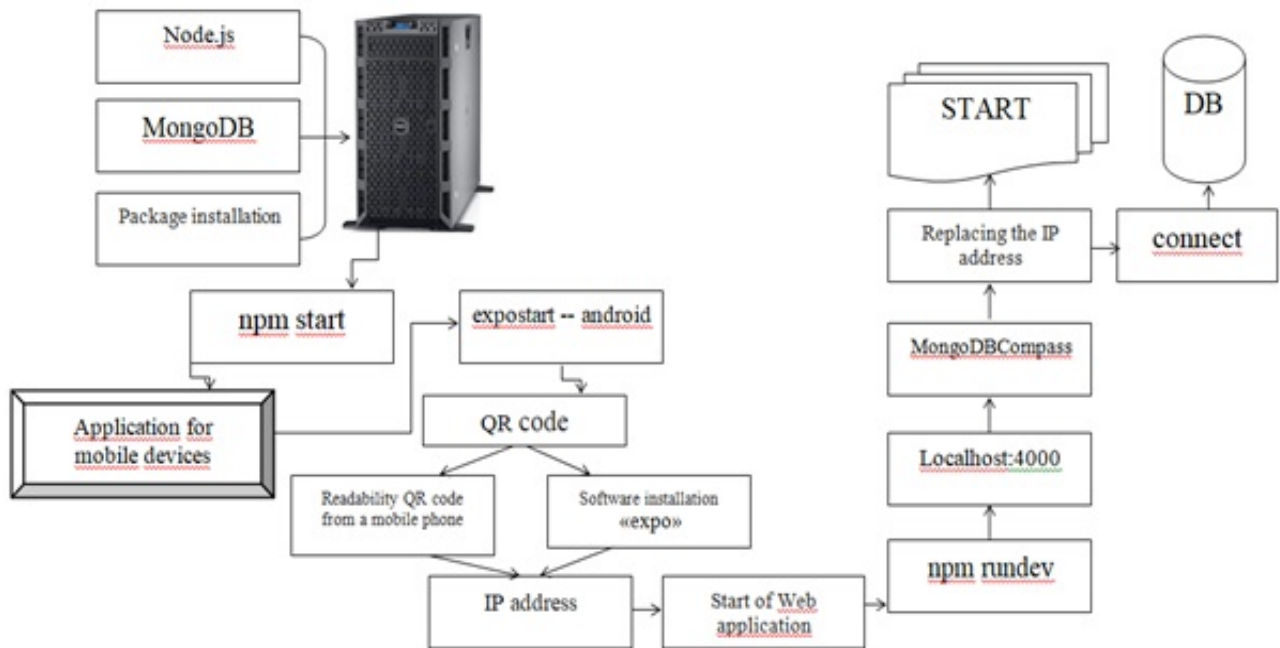 Node.js
MongoDB
Package installation
npm start
Application for
mobile devices
expostart -- android
QR code
Readability QR code
from a mobile phone
Software installation
«expo»
IP address
Start of Web
application
npm rundev
Localhost:4000
MongoDBCompass
Replacing the IP
address
START
connect
DB